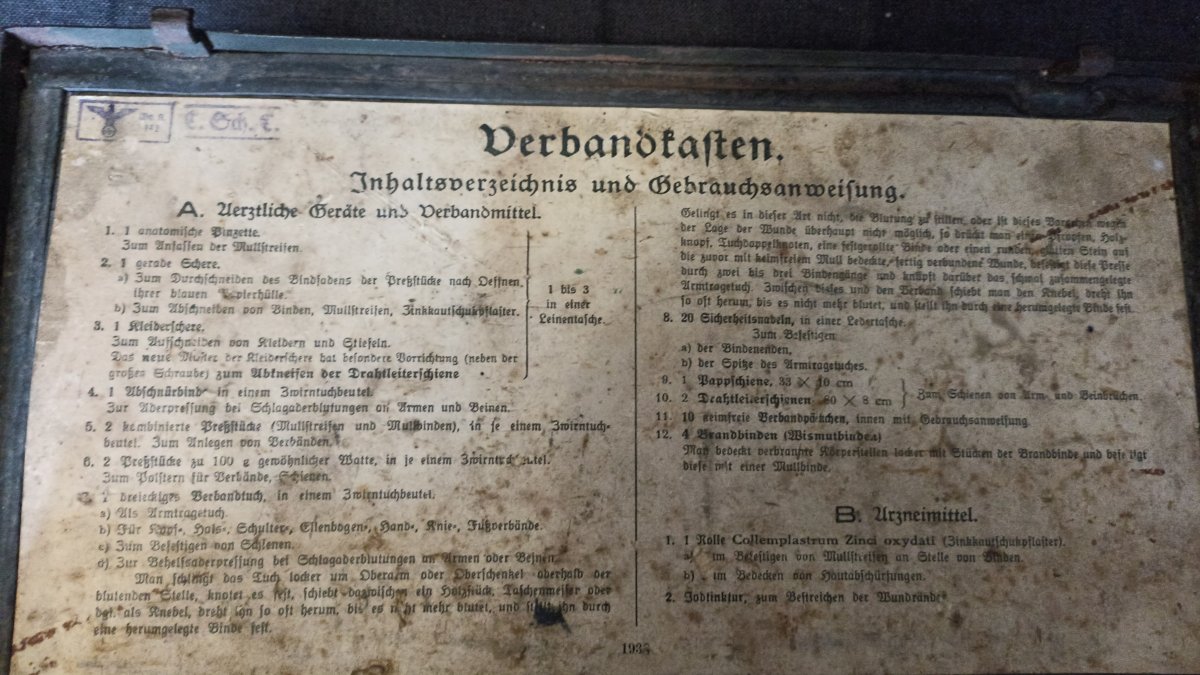 C. Sch. C.
Verbandkasten.
Inhaltsverzeichnis und Gebrauchsanweisung.
A. Aerztliche Geräte und Verbandmittel.
1. 1 anatomische Pinzette.
Zum Anfassen der Mullstreifen.
2. 1 gerade Schere.
a) Zum Durchschneiden des Bindfadens der Preßstücke nach Oeffnen
ihrer blauen Papierhülle.
b) Zum Abschneiden von Binden, Mullstreifen, Zinkkautschukpflaster.
3. 1 Kleiderschere.
Zum Aufschneiden von Kleidern und Stiefeln.
Das neue Muster der Kleiderschere hat besondere Vorrichtung (neben der
großen Schraube) zum Abkneifen der Drahtleiterschiene
1 bis 3
in einer
Leinentasche.
4. 1 Abschnürbinde in einem Zwirntuchbeutel.
Zur Aderpressung bei Schlagaderblutungen an Armen und Beinen.
5. 2 kombinierte Preßstücke (Mullstreifen und Mullbinden), in je einem Zwirntuch-
beutel. Zum Anlegen von Verbänden.
6. 2 Preßstücke zu 100 g gewöhnlicher Watte, in je einem Zwirntuchbeutel.
Zum Polstern für Verbände, Schienen.
7. 1 dreieckiges Verbandtuch, in einem Zwirntuchbeutel.
a) Als Armtragetuch.
b) Für Kopf-, Hals-, Schulter-, Ellenbogen-, Hand-, Knie-, Fußverbände.
c) Zum Befestigen von Schienen.
d) Zur Behelfsaderpressung bei Schlagaderblutungen an Armen oder Beinen.
Man schlingt das Tuch locker um Oberarm oder Oberschenkel oberhalb der
blutenden Stelle, knotet es fest, schiebt dazwischen ein Holzstück, Taschenmesser oder
dgl. als Knebel, dreht ihn so oft herum, bis es nicht mehr blutet, und stellt ihn durch
eine herumgelegte Binde fest.
Gelingt es in dieser Art nicht, die Blutung zu stillen, oder ist dieses Vorgehen wegen
der Lage der Wunde überhaupt nicht möglich, so drückt man einen Pfropfen, Holz-
knopf, Tuchdoppelknoten, eine festgerollte Binde oder einen runden, glatten Stein auf
die zuvor mit keimfreiem Mull bedeckte, fertig verbundene Wunde, befestigt diese Presse
durch zwei bis drei Bindengänge und knüpft darüber das schmal zusammengelegte
Armtragetuch. Zwischen dieses und den Verband schiebt man den Knebel, dreht ihn
so oft herum, bis es nicht mehr blutet, und stellt ihn durch eine herumgelegte Binde fest.
8. 20 Sicherheitsnadeln, in einer Ledertasche.
Zum Befestigen
a) der Bindenenden,
b) der Spitze des Armtragetuches.
9. 1 Pappschiene, 33 × 10 cm
10. 2 Drahtleiterschienen 80 × 8 cm
Zum Schienen von Arm- und Beinbrüchen.
11. 10 keimfreie Verbandpäckchen, innen mit Gebrauchsanweisung
12. 4 Brandbinden (Wismutbinden)
Man bedeckt verbrannte Körperstellen locker mit Stücken der Brandbinde und befestigt
diese mit einer Mullbinde.
B. Arzneimittel.
1. 1 Rolle Collemplastrum Zinci oxydati (Zinkkautschukpflaster).
a) Zum Befestigen von Mullstreifen an Stelle von Binden.
b) Zum Bedecken von Hautabschürfungen.
2. Jodtinktur, zum Bestreichen der Wundränder